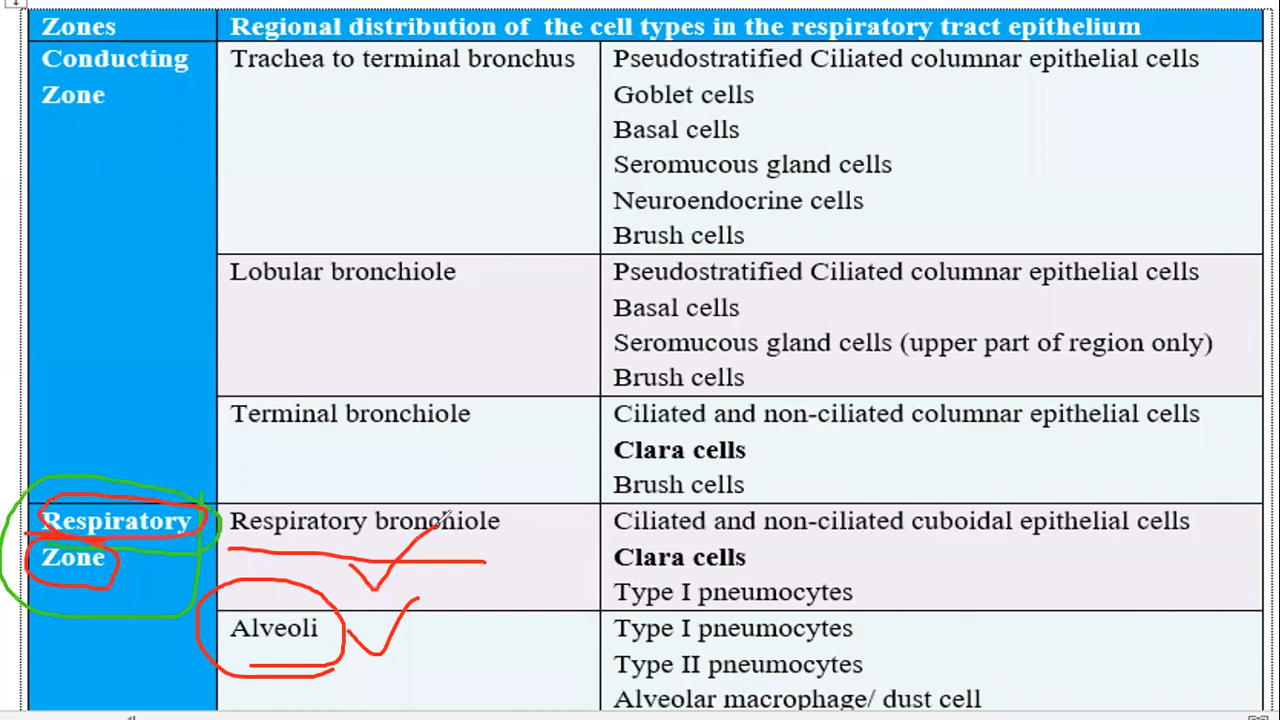 Zones
Regional distribution of the cell types in the respiratory tract epithelium
Conducting
Zone
Trachea to terminal bronchus
Pseudostratified Ciliated columnar epithelial cells
Goblet cells
Basal cells
Seromucous gland cells
Neuroendocrine cells
Brush cells
Lobular bronchiole
Pseudostratified Ciliated columnar epithelial cells
Basal cells
Seromucous gland cells (upper part of region only)
Brush cells
Terminal bronchiole
Ciliated and non-ciliated columnar epithelial cells
Clara cells
Brush cells
Respiratory
Zone
Respiratory bronchiole
Ciliated and non-ciliated cuboidal epithelial cells
Clara cells
Type I pneumocytes
Alveoli
Type I pneumocytes
Type II pneumocytes
Alveolar macrophage/ dust cell